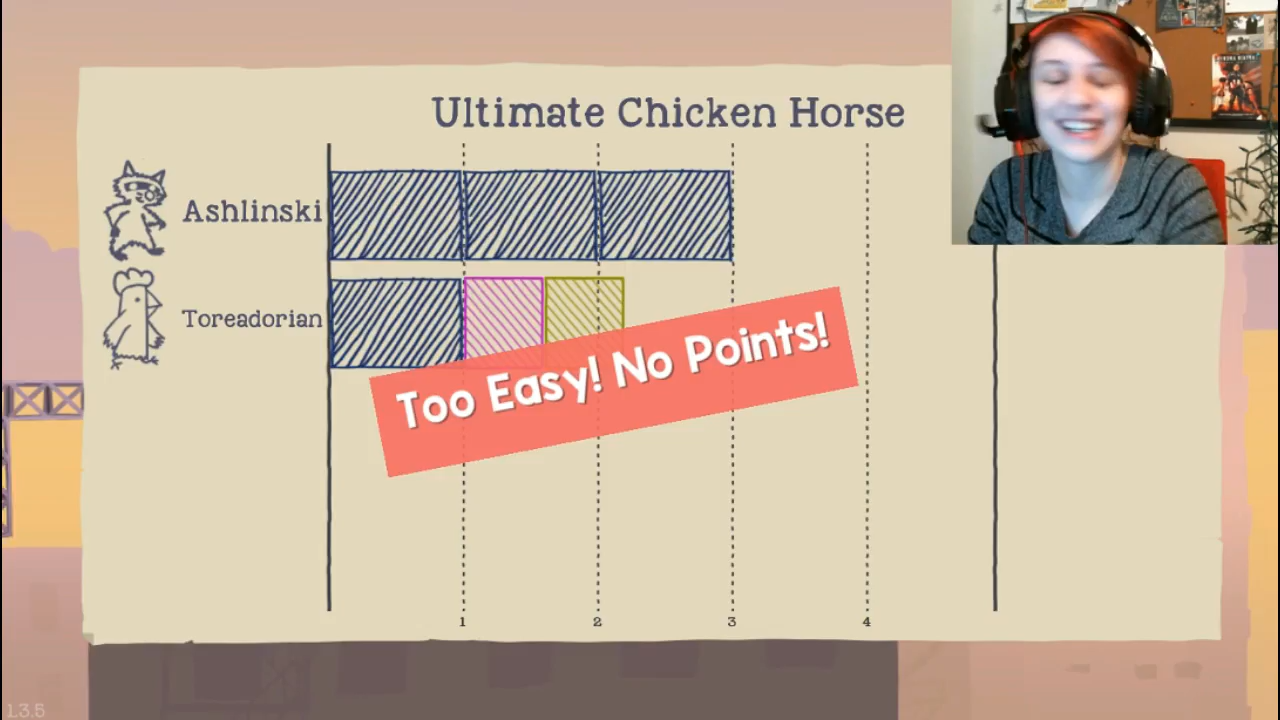 Ultimate Chicken Horse
Ashlinski
Toreadorian
Too Easy! No Points!
1 2 3 4
1.3.5